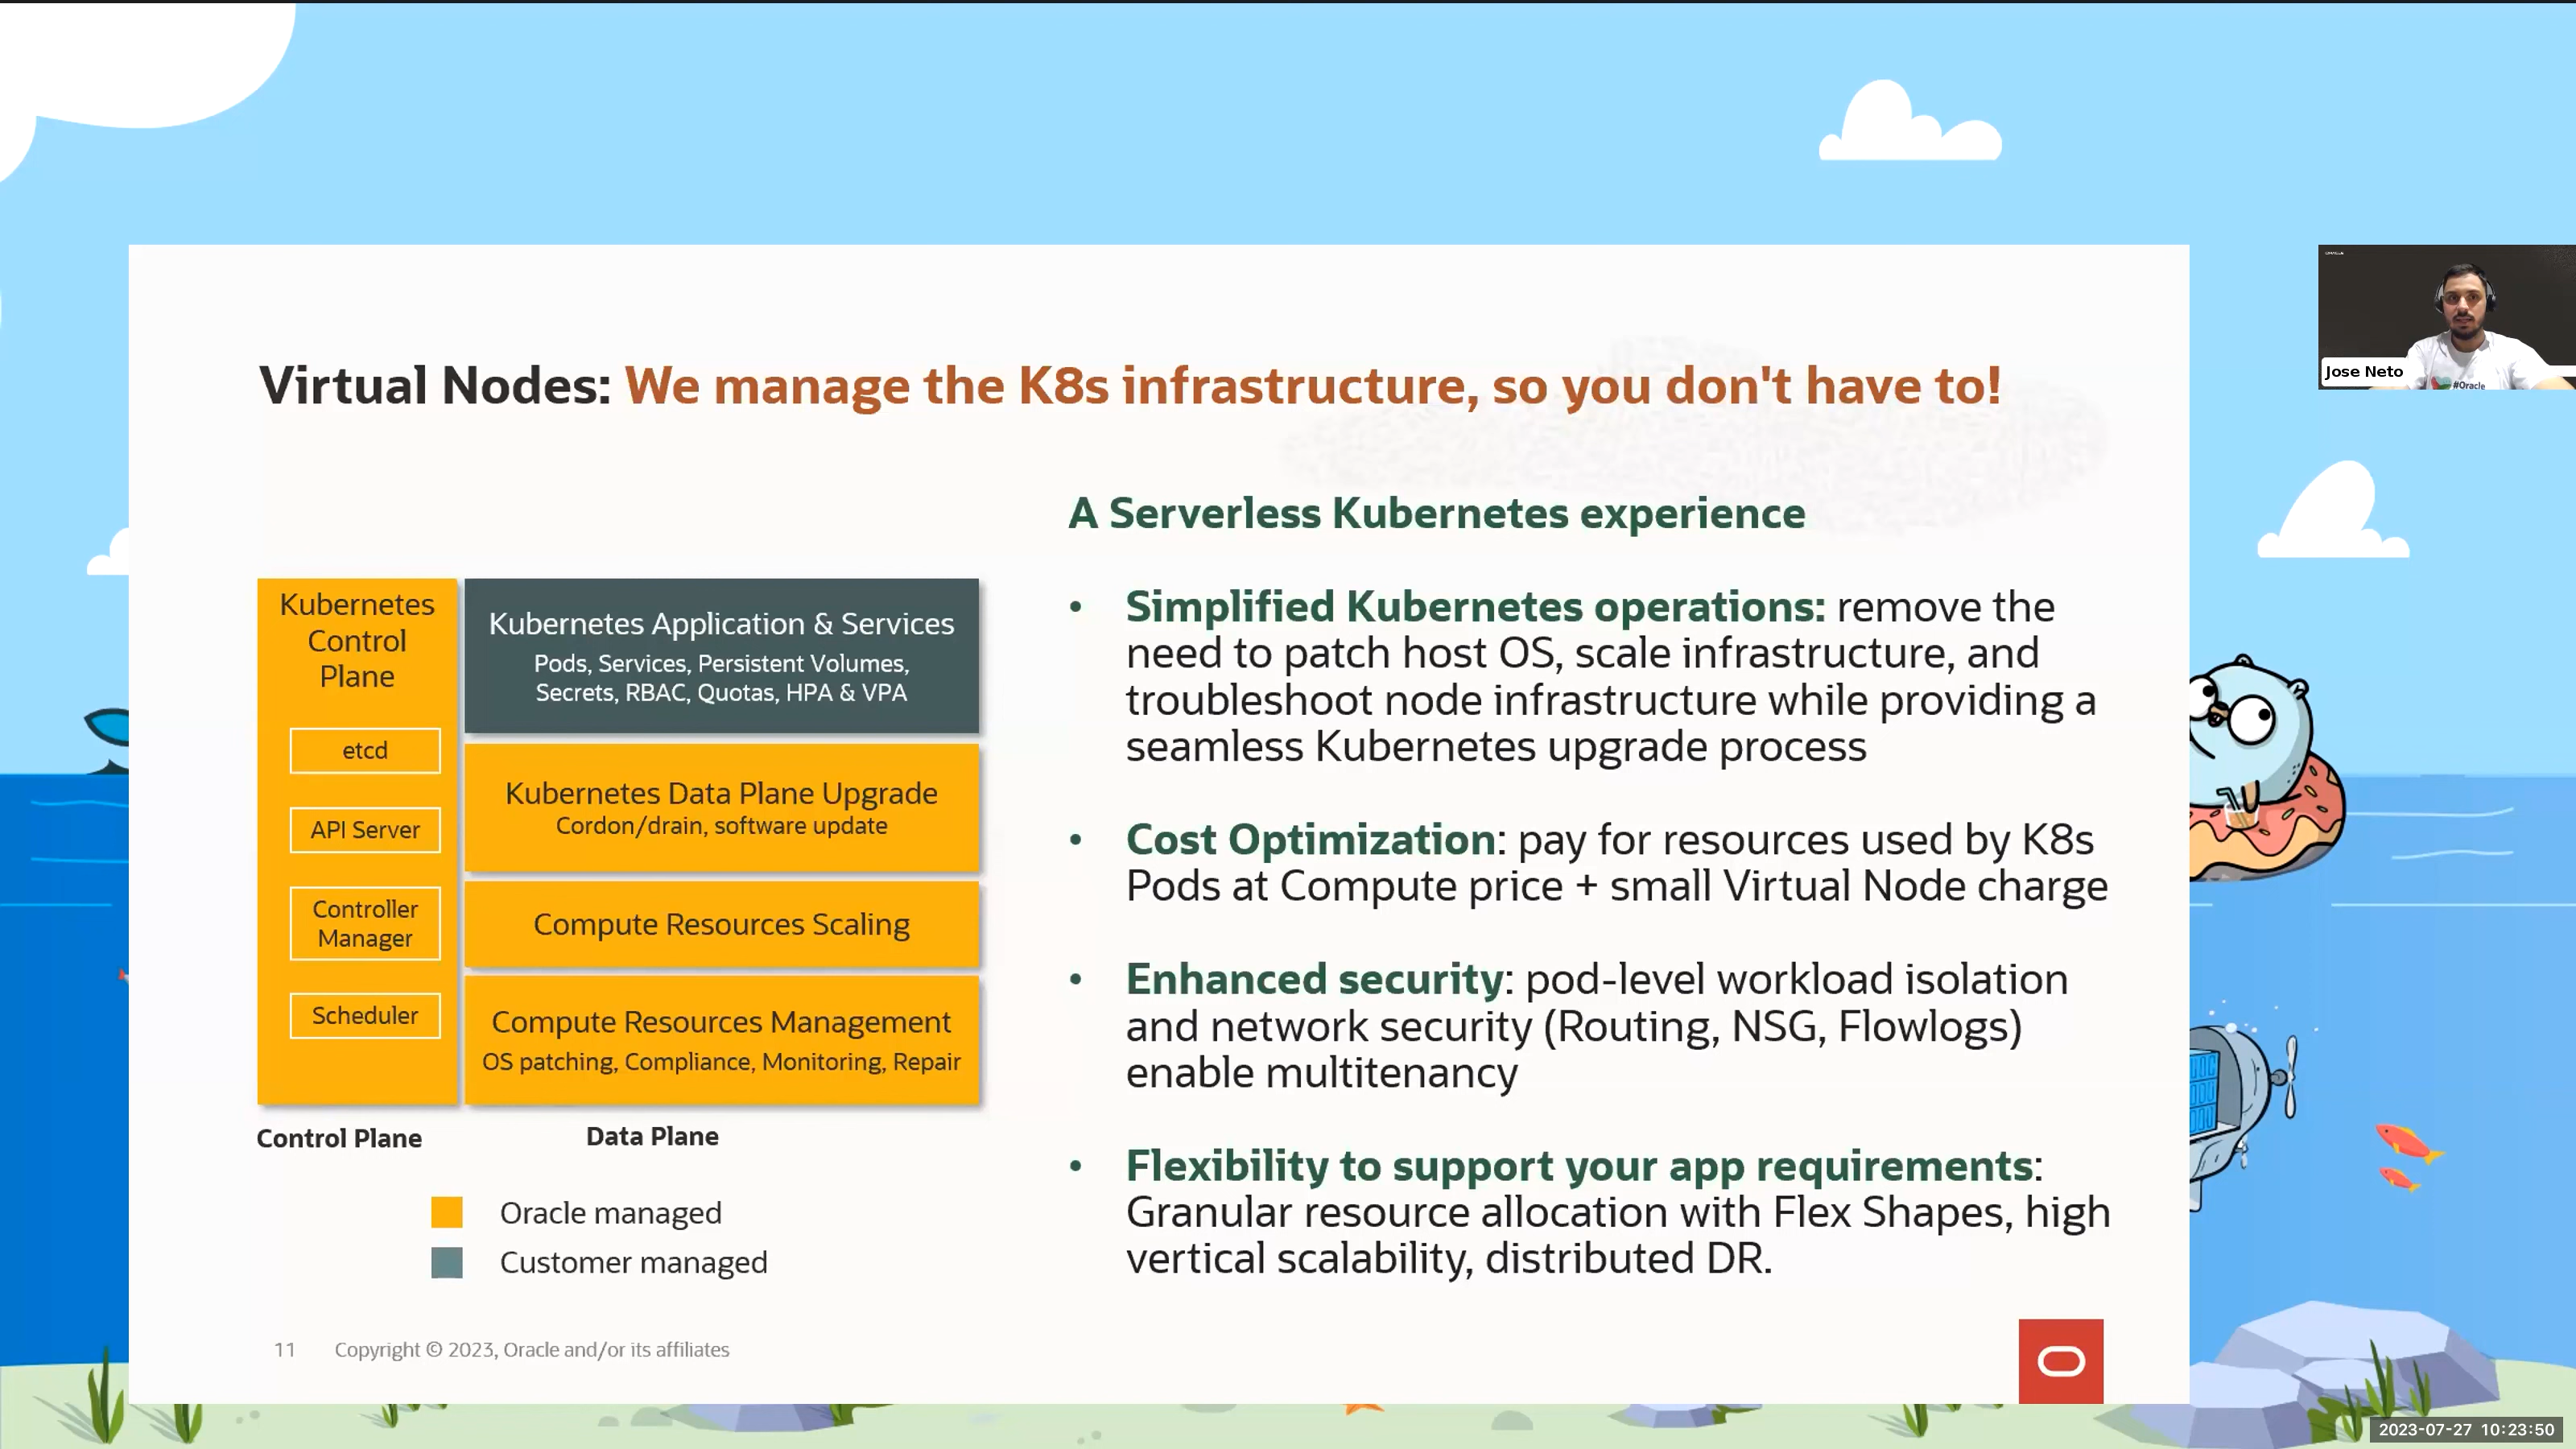 Virtual Nodes: We manage the K8s infrastructure, so you don't have to!
Kubernetes
Control
Plane
etcd
API Server
Controller
Manager
Scheduler
Control Plane
Kubernetes Application & Services
Pods, Services, Persistent Volumes,
Secrets, RBAC, Quotas, HPA & VPA
Kubernetes Data Plane Upgrade
Cordon/drain, software update
Compute Resources Scaling
Compute Resources Management
OS patching, Compliance, Monitoring, Repair
Data Plane
Oracle managed
Customer managed
A Serverless Kubernetes experience
• Simplified Kubernetes operations: remove the
need to patch host OS, scale infrastructure, and
troubleshoot node infrastructure while providing a
seamless Kubernetes upgrade process
• Cost Optimization: pay for resources used by K8s
Pods at Compute price + small Virtual Node charge
• Enhanced security: pod-level workload isolation
and network security (Routing, NSG, Flowlogs)
enable multitenancy
• Flexibility to support your app requirements:
Granular resource allocation with Flex Shapes, high
vertical scalability, distributed DR.
11 Copyright © 2023, Oracle and/or its affiliates
ORACLE
Jose Neto
#Oracle
2023-07-27 10:23:50